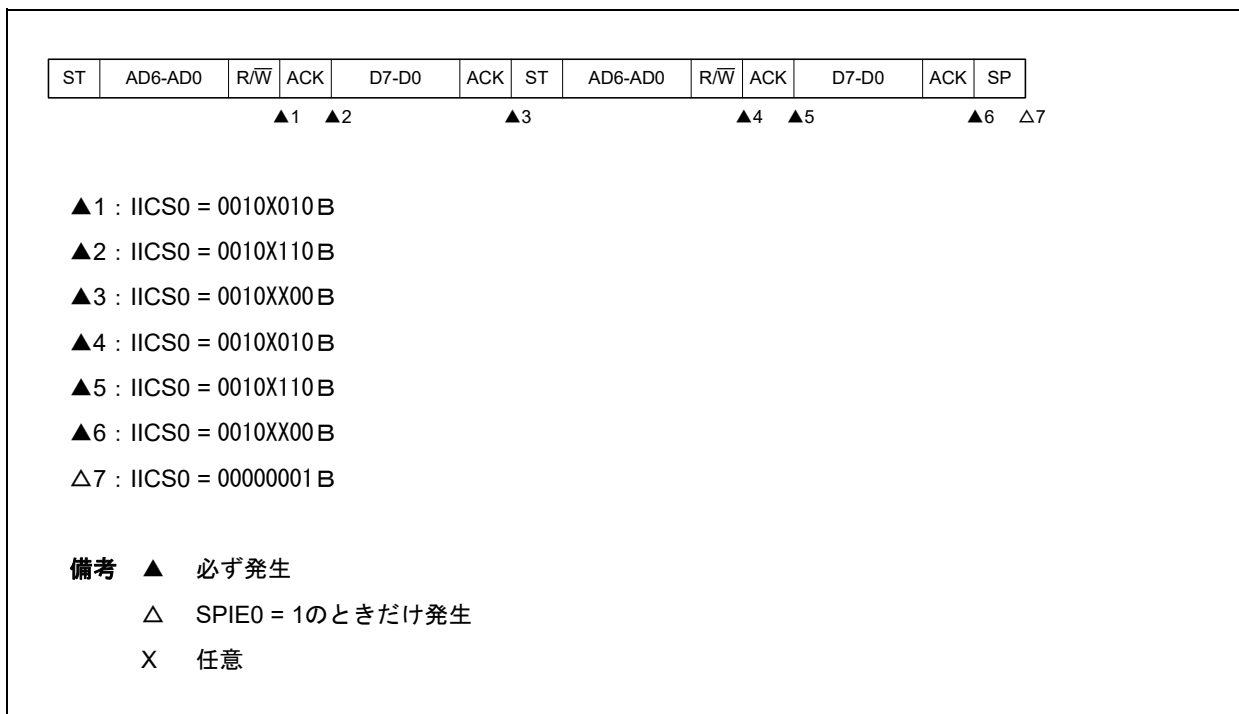 ST AD6-AD0 R/W̅ ACK D7-D0 ACK ST AD6-AD0 R/W̅ ACK D7-D0 ACK SP
▲1 ▲2 ▲3 ▲4 ▲5 ▲6 △7
▲1：IICS0 = 0010X010B
▲2：IICS0 = 0010X110B
▲3：IICS0 = 0010XX00B
▲4：IICS0 = 0010X010B
▲5：IICS0 = 0010X110B
▲6：IICS0 = 0010XX00B
△7：IICS0 = 00000001B
備考 ▲ 必ず発生
△ SPIE0 = 1のときだけ発生
X 任意